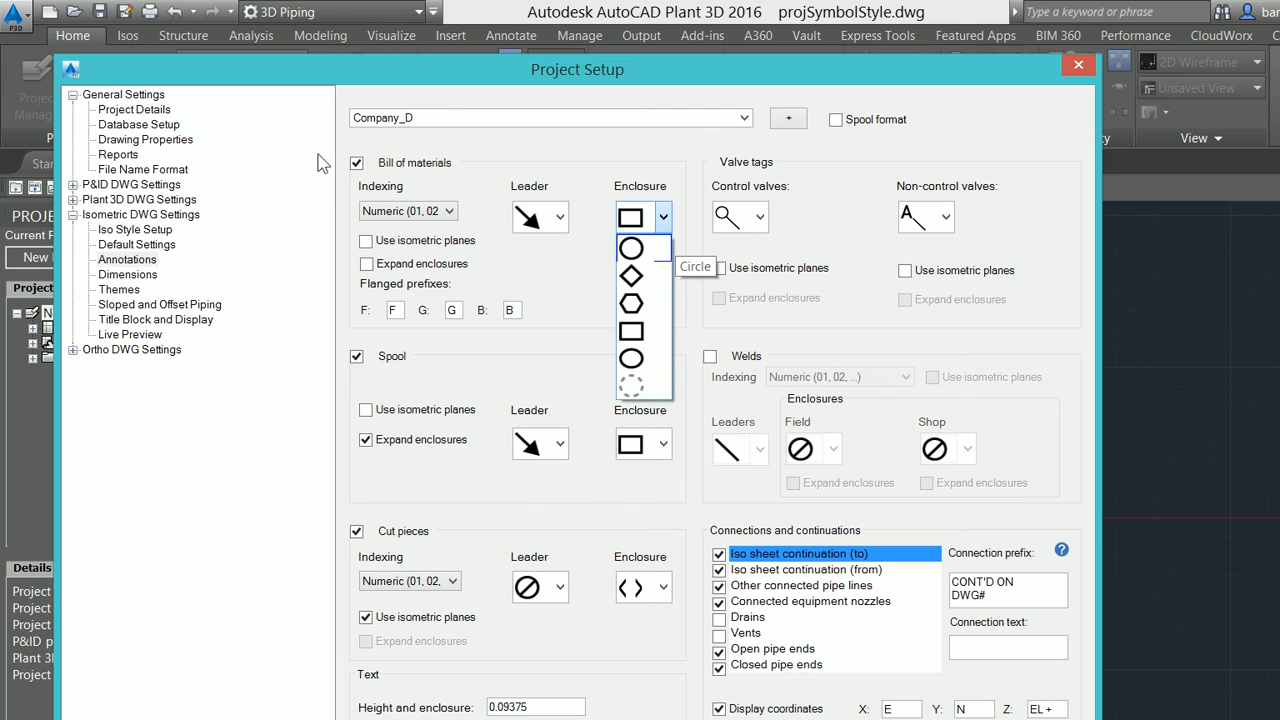 3D Piping
Autodesk AutoCAD Plant 3D 2016 projSymbolStyle.dwg
Type a keyword or phrase
P3D
Home Isos Structure Analysis Modeling Visualize Insert Annotate Manage Output Add-ins A360 Vault Express Tools Featured Apps BIM 360 Performance CloudWorx
2D Wireframe
Unsaved View
View
Project Setup
General Settings
Project Details
Database Setup
Drawing Properties
Reports
File Name Format
P&ID DWG Settings
Plant 3D DWG Settings
Isometric DWG Settings
Iso Style Setup
Default Settings
Annotations
Dimensions
Themes
Sloped and Offset Piping
Title Block and Display
Live Preview
Ortho DWG Settings
Company_D
+
Spool format
Bill of materials
Indexing Leader Enclosure
Numeric (01, 02
Use isometric planes
Expand enclosures
Flanged prefixes:
F: F G: G B: B
Circle
Valve tags
Control valves: Non-control valves:
A
Use isometric planes Use isometric planes
Expand enclosures Expand enclosures
Spool
Use isometric planes Leader Enclosure
Expand enclosures
Welds
Indexing Numeric (01, 02, ...) Use isometric planes
Enclosures
Leaders Field Shop
Expand enclosures Expand enclosures
Cut pieces
Indexing Leader Enclosure
Numeric (01, 02,
Use isometric planes
Expand enclosures
Connections and continuations
Iso sheet continuation (to)
Iso sheet continuation (from)
Other connected pipe lines
Connected equipment nozzles
Drains
Vents
Open pipe ends
Closed pipe ends
Connection prefix:
CONT'D ON
DWG#
Connection text:
Text
Height and enclosure: 0.09375
Display coordinates X: E Y: N Z: EL +
Details
Project
Project
Project
P&ID p
Plant 3
Project